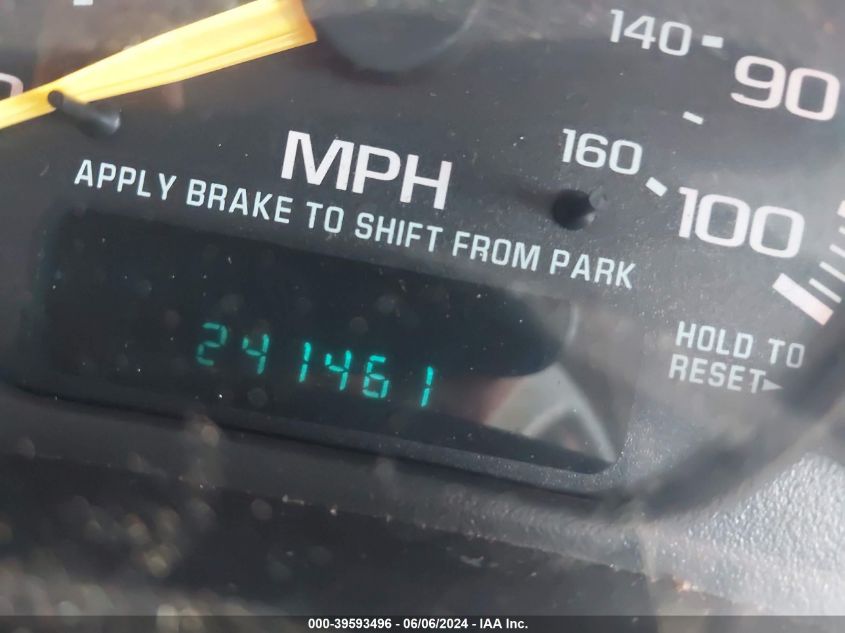 140
90
MPH
160
100
APPLY BRAKE TO SHIFT FROM PARK
241461
HOLD TO
RESET
000-39593496 - 06/06/2024 - IAA Inc.